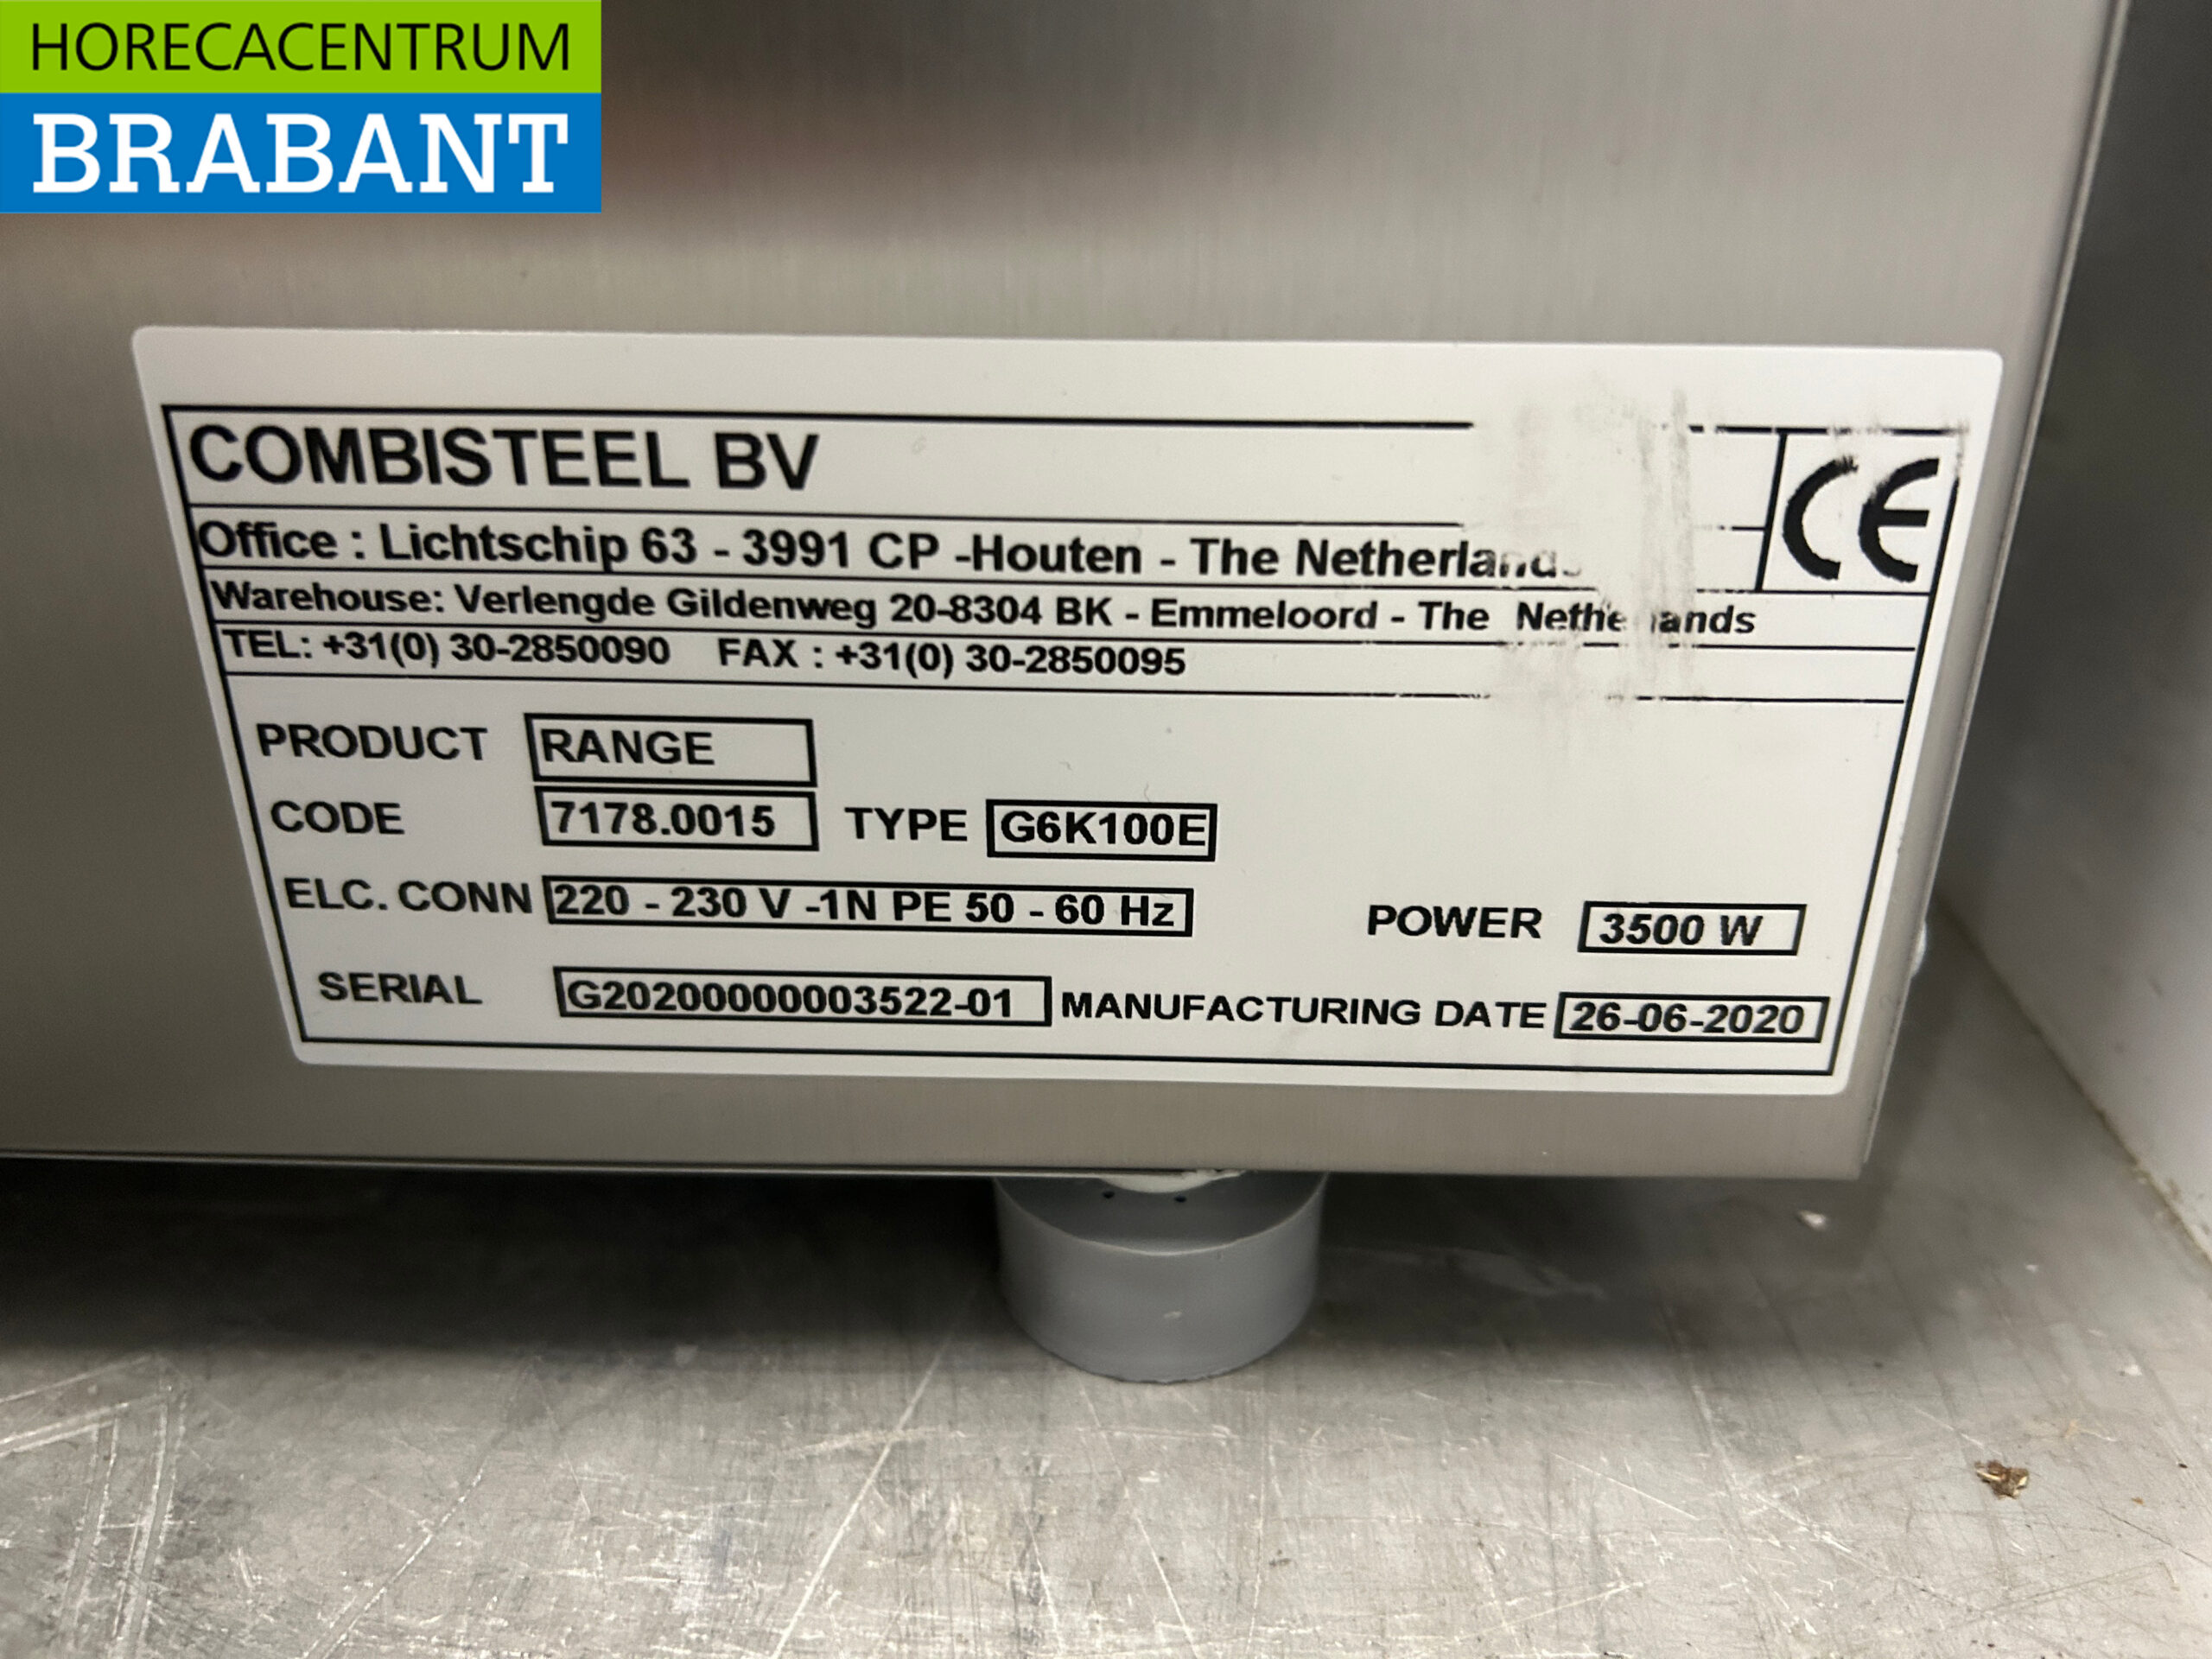 HORECACENTRUM
BRABANT
COMBISTEEL BV
CE
Office : Lichtschip 63 - 3991 CP -Houten - The Netherlands
Warehouse: Verlengde Gildenweg 20-8304 BK - Emmeloord - The Netherlands
TEL: +31(0) 30-2850090 FAX : +31(0) 30-2850095
PRODUCT RANGE
CODE 7178.0015 TYPE G6K100E
ELC. CONN 220 - 230 V -1N PE 50 - 60 Hz POWER 3500 W
SERIAL G20200000003522-01 MANUFACTURING DATE 26-06-2020